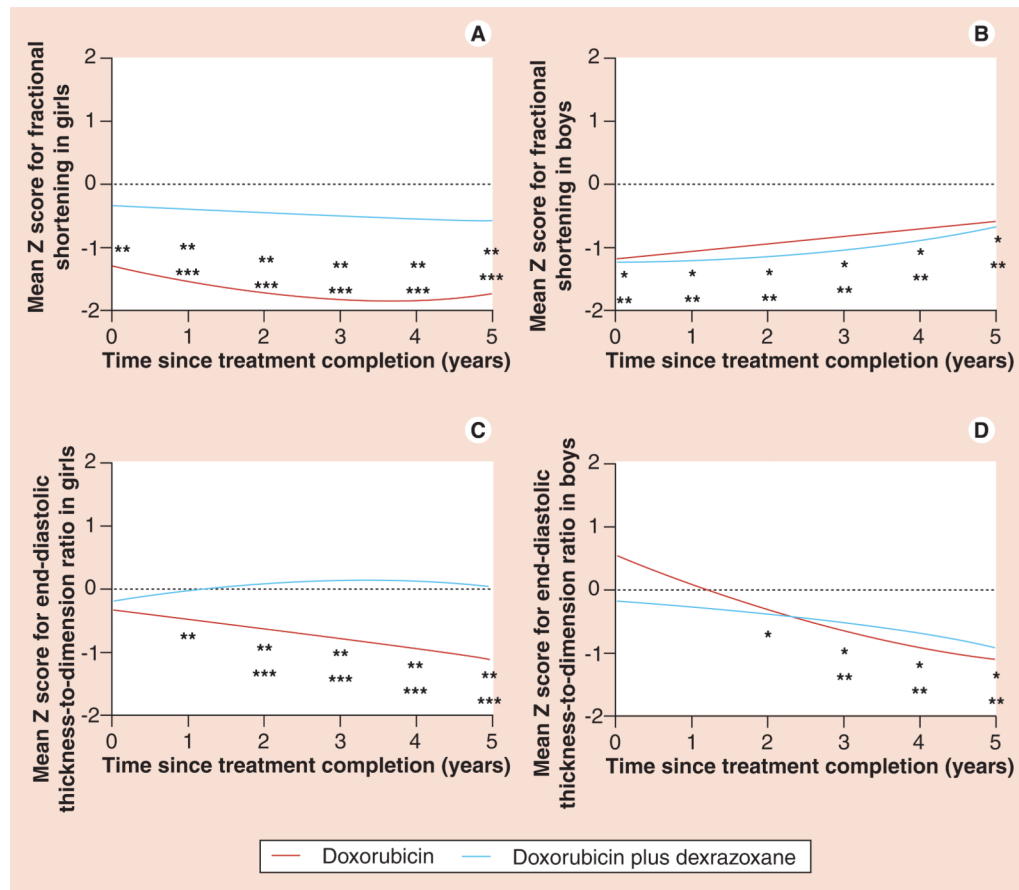 A
Mean Z score for fractional
shortening in girls
2
1
0
-1
-2
** ** ** ** ** **
*** *** *** *** ***
0 1 2 3 4 5
Time since treatment completion (years)
B
Mean Z score for fractional
shortening in boys
2
1
0
-1
-2
* * * * * *
** ** ** ** ** **
0 1 2 3 4 5
Time since treatment completion (years)
C
Mean Z score for end-diastolic
thickness-to-dimension ratio in girls
2
1
0
-1
-2
** ** ** ** **
*** *** *** ***
0 1 2 3 4 5
Time since treatment completion (years)
D
Mean Z score for end-diastolic
thickness-to-dimension ratio in boys
2
1
0
-1
-2
* * * *
** ** **
0 1 2 3 4 5
Time since treatment completion (years)
Doxorubicin Doxorubicin plus dexrazoxane